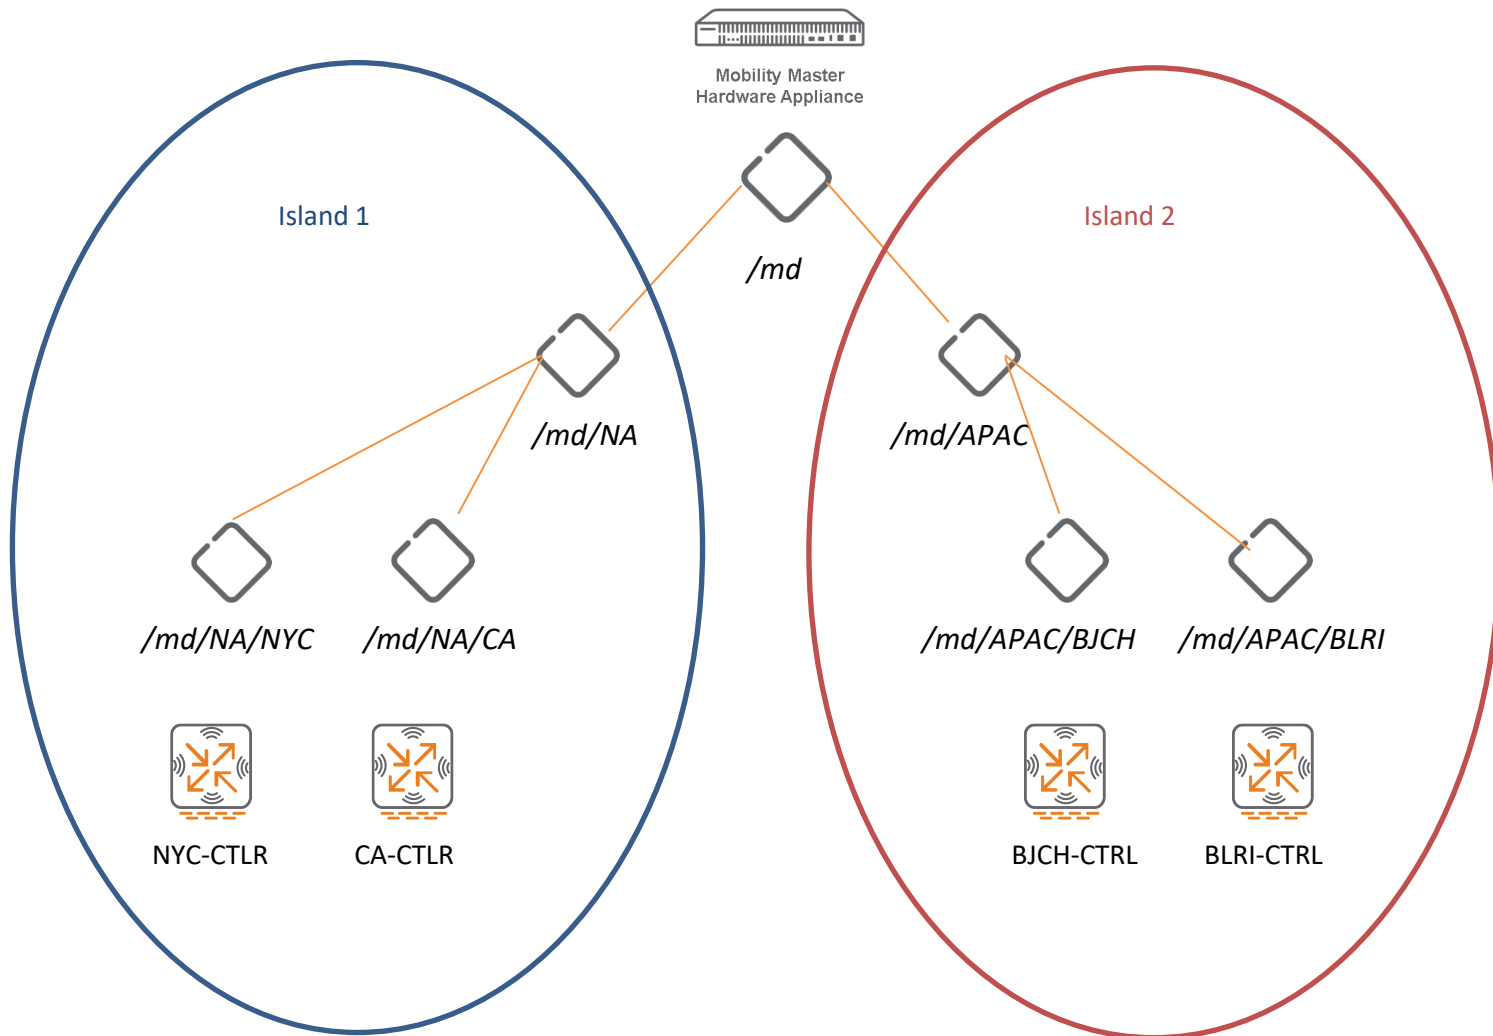 Mobility Master
Hardware Appliance
Island 1
Island 2
/md
/md/NA
/md/APAC
/md/NA/NYC
/md/NA/CA
/md/APAC/BJCH
/md/APAC/BLRI
NYC-CTLR
CA-CTLR
BJCH-CTRL
BLRI-CTRL